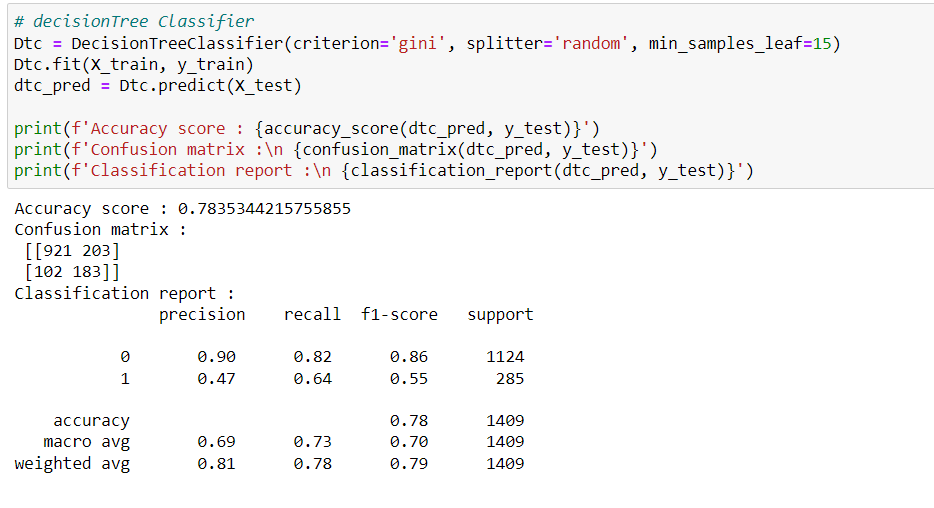 # decisionTree Classifier
Dtc = DecisionTreeClassifier(criterion='gini', splitter='random', min_samples_leaf=15)
Dtc.fit(X_train, y_train)
dtc_pred = Dtc.predict(X_test)
print(f'Accuracy score : {accuracy_score(dtc_pred, y_test)}')
print(f'Confusion matrix :\n {confusion_matrix(dtc_pred, y_test)}')
print(f'Classification report :\n {classification_report(dtc_pred, y_test)}')
Accuracy score : 0.7835344215755855
Confusion matrix :
[[921 203]
[102 183]]
Classification report :
precision recall f1-score support
0 0.90 0.82 0.86 1124
1 0.47 0.64 0.55 285
accuracy 0.78 1409
macro avg 0.69 0.73 0.70 1409
weighted avg 0.81 0.78 0.79 1409